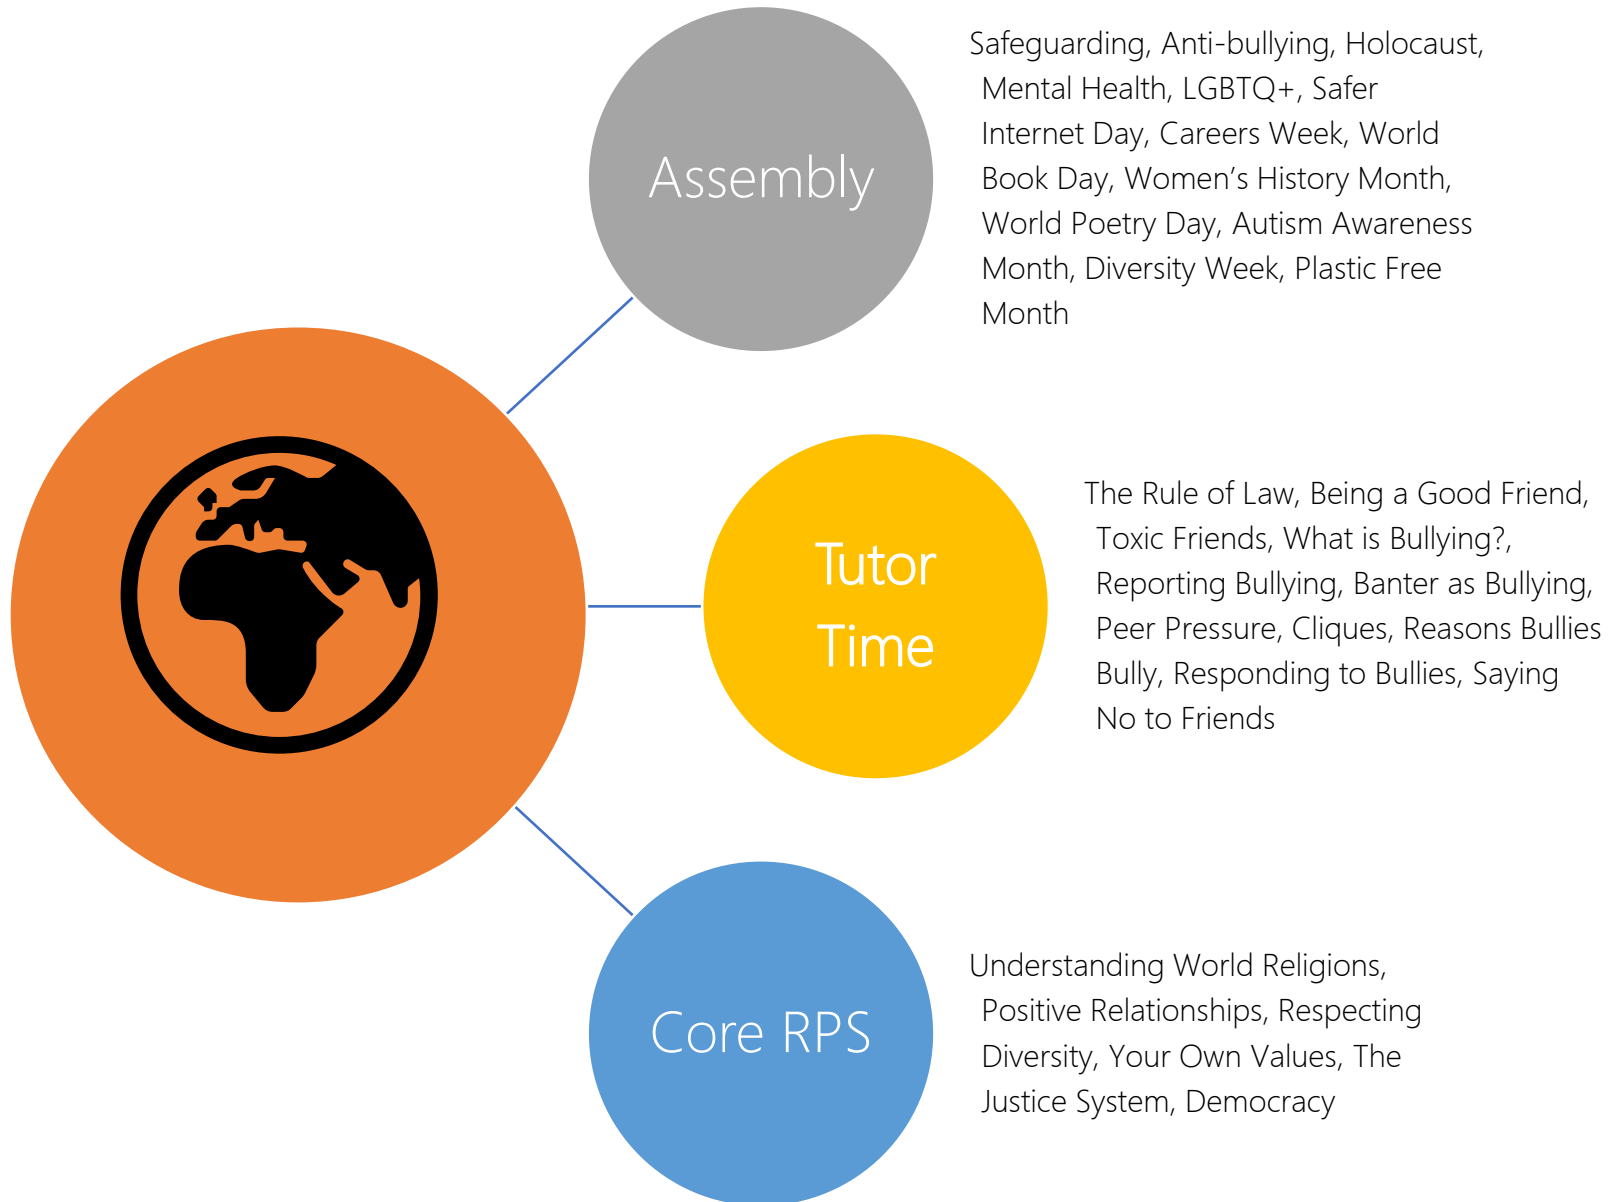 Safeguarding, Anti-bullying, Holocaust,
Mental Health, LGBTQ+, Safer
Internet Day, Careers Week, World
Book Day, Women’s History Month,
World Poetry Day, Autism Awareness
Month, Diversity Week, Plastic Free
Month
Assembly
The Rule of Law, Being a Good Friend,
Toxic Friends, What is Bullying?,
Reporting Bullying, Banter as Bullying,
Peer Pressure, Cliques, Reasons Bullies
Bully, Responding to Bullies, Saying
No to Friends
Tutor
Time
Understanding World Religions,
Positive Relationships, Respecting
Diversity, Your Own Values, The
Justice System, Democracy
Core RPS